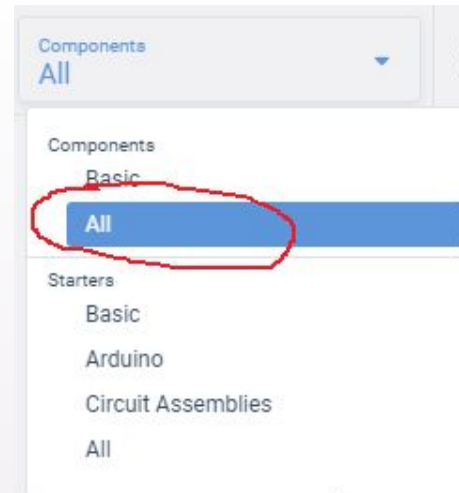 Components
All
Components
Basic
All
Starters
Basic
Arduino
Circuit Assemblies
All